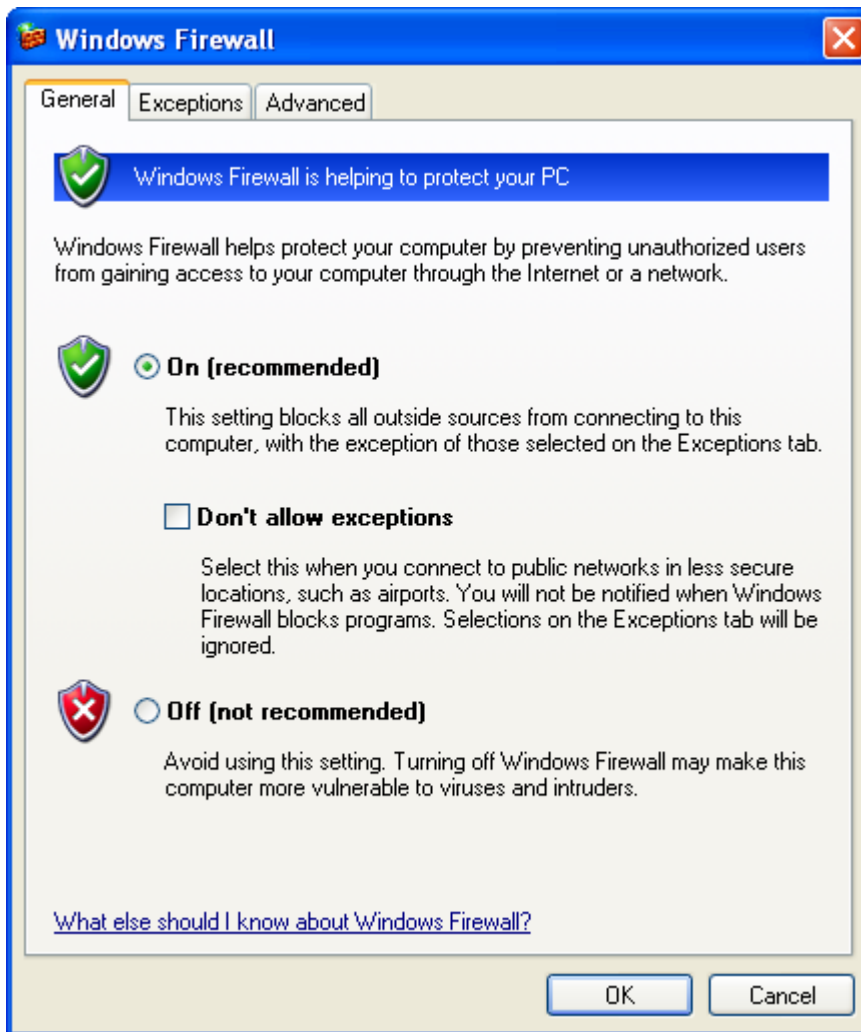 Windows Firewall
General Exceptions Advanced
Windows Firewall is helping to protect your PC
Windows Firewall helps protect your computer by preventing unauthorized users
from gaining access to your computer through the Internet or a network.
On (recommended)
This setting blocks all outside sources from connecting to this
computer, with the exception of those selected on the Exceptions tab.
Don't allow exceptions
Select this when you connect to public networks in less secure
locations, such as airports. You will not be notified when Windows
Firewall blocks programs. Selections on the Exceptions tab will be
ignored.
Off (not recommended)
Avoid using this setting. Turning off Windows Firewall may make this
computer more vulnerable to viruses and intruders.
What else should I know about Windows Firewall?
OK Cancel